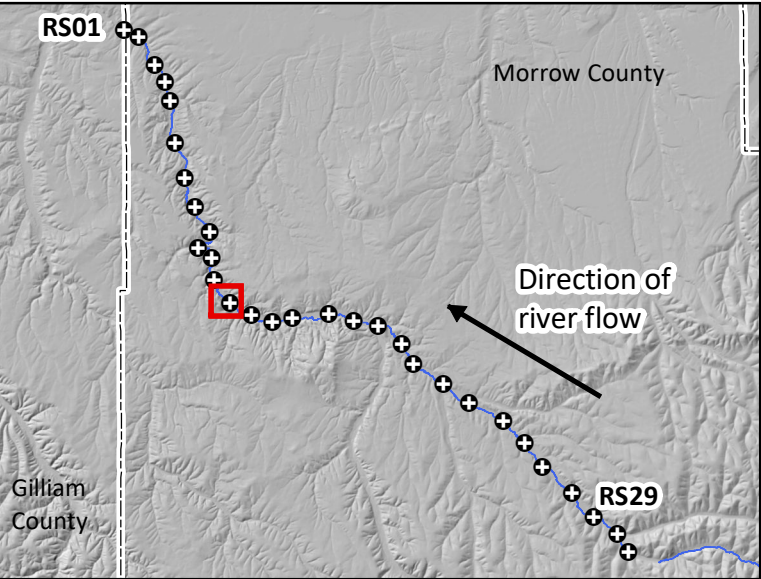 RS01
Morrow County
Direction of
river flow
Gilliam
County
RS29